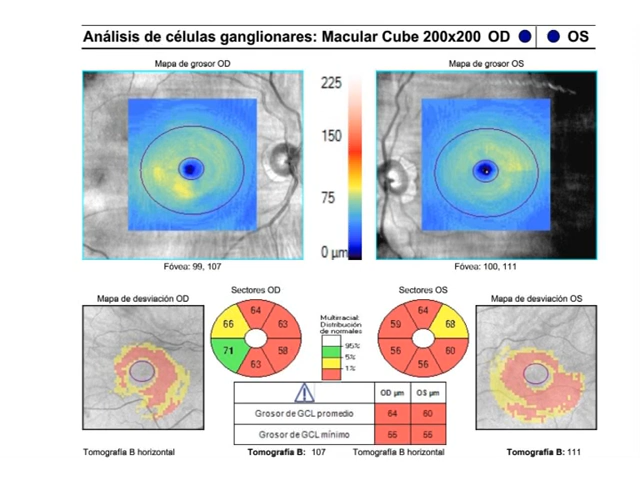 Análisis de células ganglionares: Macular Cube 200x200 OD OS
Mapa de grosor OD
Mapa de grosor OS
225
150
75
0 µm
Fóvea: 99, 107
Fóvea: 100, 111
Mapa de desviación OD
Sectores OD
Sectores OS
Mapa de desviación OS
64
66
63
71
58
63
Multiracial:
Distribución
de normales
95%
5%
1%
64
59
68
56
60
56
OD µm OS µm
Grosor de GCL promedio 64 60
Grosor de GCL mínimo 55 55
Tomografía B horizontal Tomografía B: 107 Tomografía B horizontal Tomografía B: 111